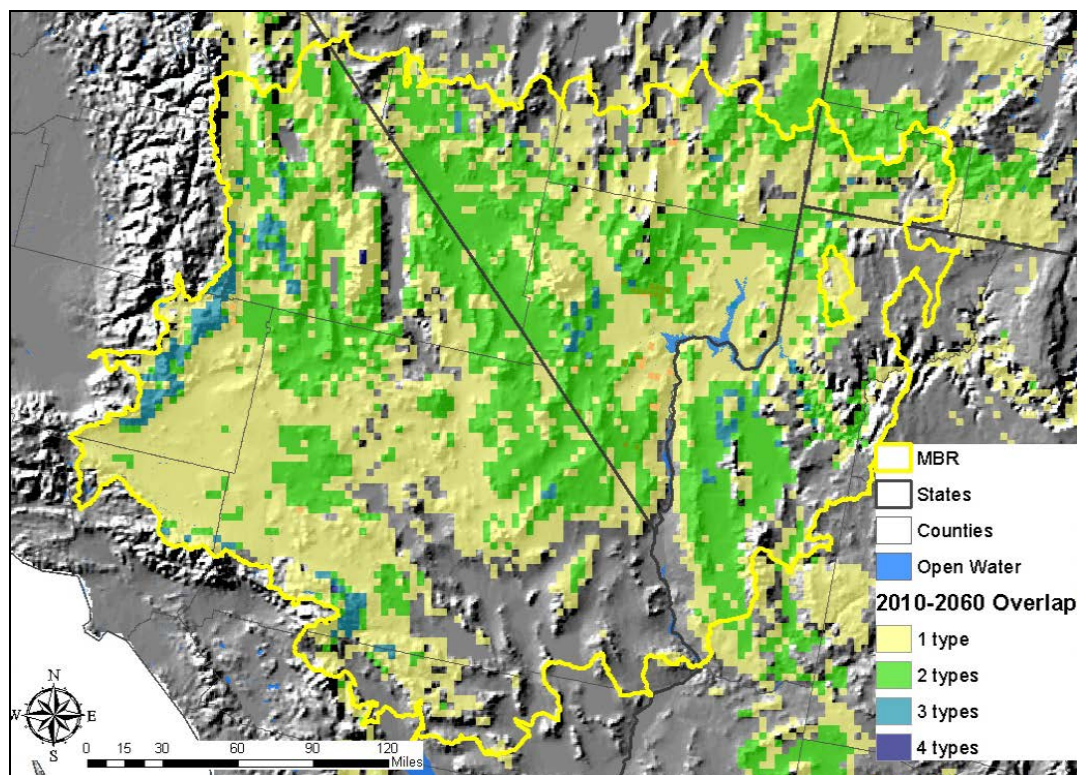 MBR
States
Counties
Open Water
2010-2060 Overlap
1 type
2 types
3 types
4 types
N
W E
S
0 15 30 60 90 120
Miles